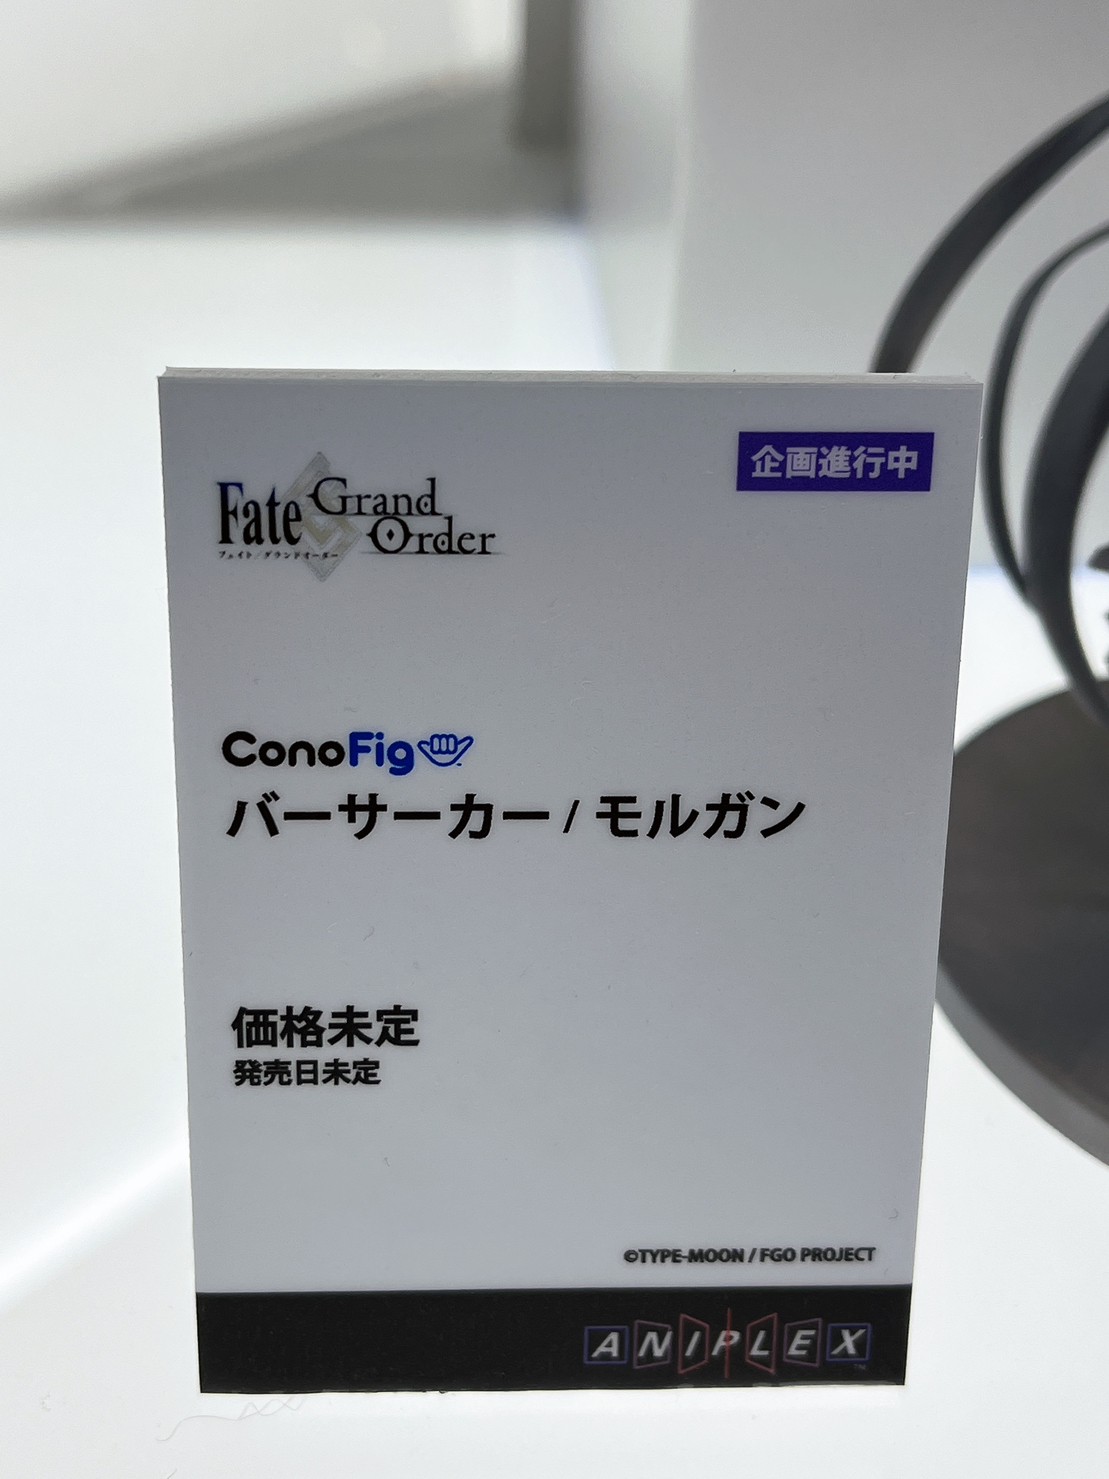 企画進行中
Fate Grand Order
フェイト/グランドオーダー
ConoFig
バーサーカー / モルガン
価格未定
発売日未定
©TYPE-MOON / FGO PROJECT
ANIPLEX